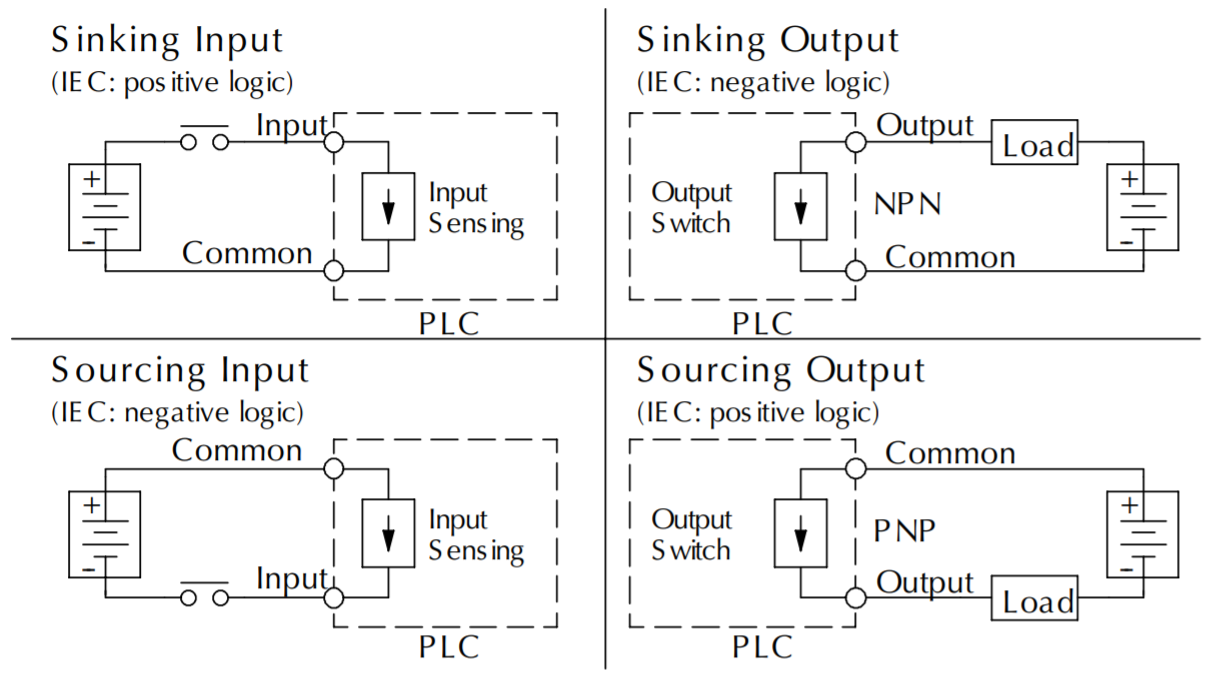 Sinking Input
(IEC: positive logic)
Input
+
Input
Sensing
-
Common
PLC
Sinking Output
(IEC: negative logic)
Output
Load
Output
Switch
NPN
+
-
Common
PLC
Sourcing Input
(IEC: negative logic)
Common
+
Input
Sensing
-
Input
PLC
Sourcing Output
(IEC: positive logic)
Common
Output
Switch
PNP
+
-
Output
Load
PLC